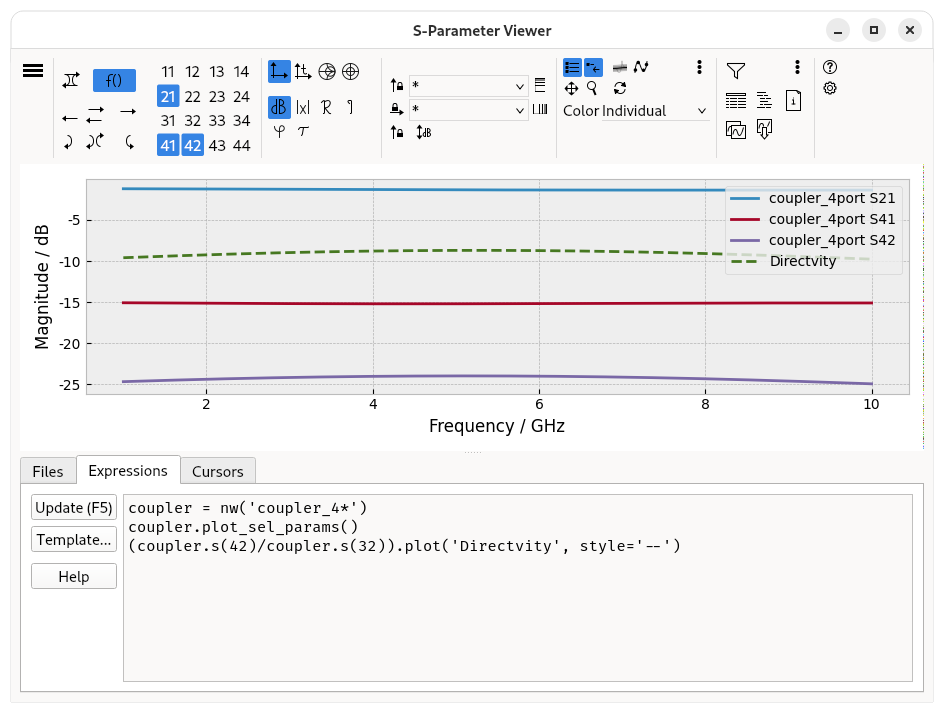 S-Parameter Viewer
f()
11 12 13 14
21 22 23 24
31 32 33 34
41 42 43 44
dB |x|
φ τ
*
*
dB
Color Individual
Magnitude / dB
-5
-10
-15
-20
-25
coupler_4port S21
coupler_4port S41
coupler_4port S42
Directvity
2 4 6 8 10
Frequency / GHz
Files Expressions Cursors
Update (F5)
Template...
Help
coupler = nw('coupler_4*')
coupler.plot_sel_params()
(coupler.s(42)/coupler.s(32)).plot('Directvity', style='--')